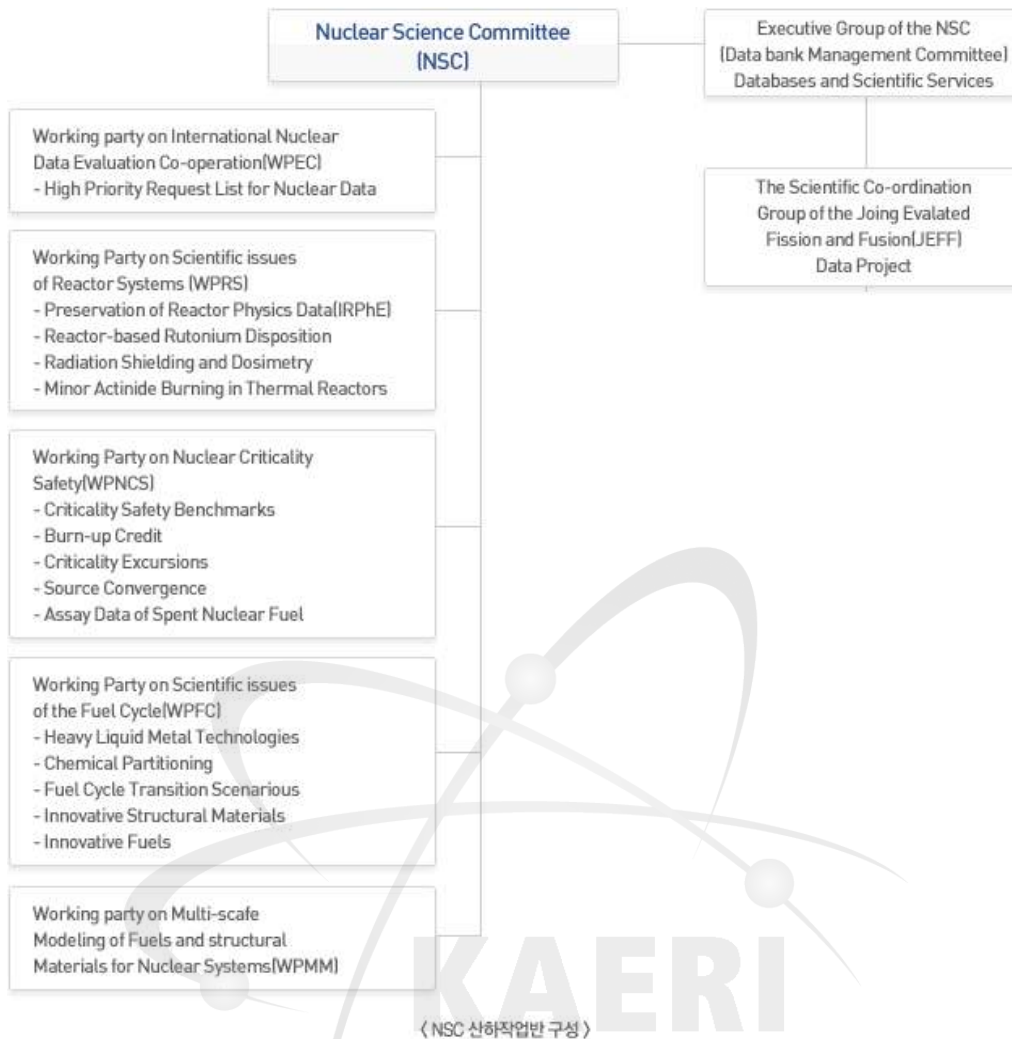 Nuclear Science Committee
(NSC)
Executive Group of the NSC
(Data bank Management Committee)
Databases and Scientific Services
Working party on International Nuclear
Data Evaluation Co-operation(WPEC)
- High Priority Request List for Nuclear Data
The Scientific Co-ordination
Group of the Joing Evalated
Fission and Fusion(JEFF)
Data Project
Working Party on Scientific issues
of Reactor Systems (WPRS)
- Preservation of Reactor Physics Data(IRPhE)
- Reactor-based Rutonium Disposition
- Radiation Shielding and Dosimetry
- Minor Actinide Burning in Thermal Reactors
Working Party on Nuclear Criticality
Safety(WPNCS)
- Criticality Safety Benchmarks
- Burn-up Credit
- Criticality Excursions
- Source Convergence
- Assay Data of Spent Nuclear Fuel
Working Party on Scientific issues
of the Fuel Cycle(WPFC)
- Heavy Liquid Metal Technologies
- Chemical Partitioning
- Fuel Cycle Transition Scenarious
- Innovative Structural Materials
- Innovative Fuels
Working party on Multi-scafe
Modeling of Fuels and structural
Materials for Nuclear Systems(WPMM)
KAERI
< NSC 산하작업반 구성 >